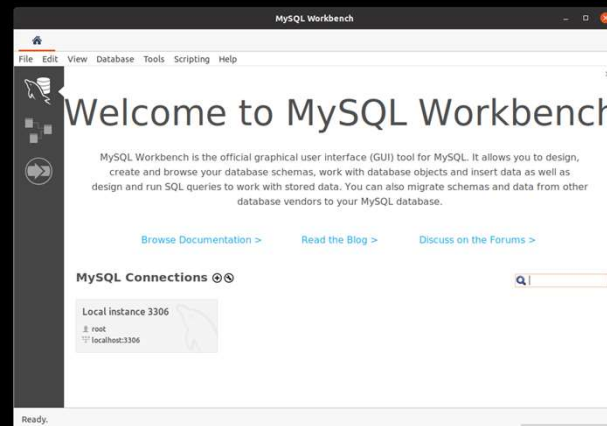 MySQL Workbench
File Edit View Database Tools Scripting Help
Welcome to MySQL Workbench
MySQL Workbench is the official graphical user interface (GUI) tool for MySQL. It allows you to design,
create and browse your database schemas, work with database objects and insert data as well as
design and run SQL queries to work with stored data. You can also migrate schemas and data from other
database vendors to your MySQL database.
Browse Documentation > Read the Blog > Discuss on the Forums >
MySQL Connections
Local instance 3306
root
localhost:3306
Ready.